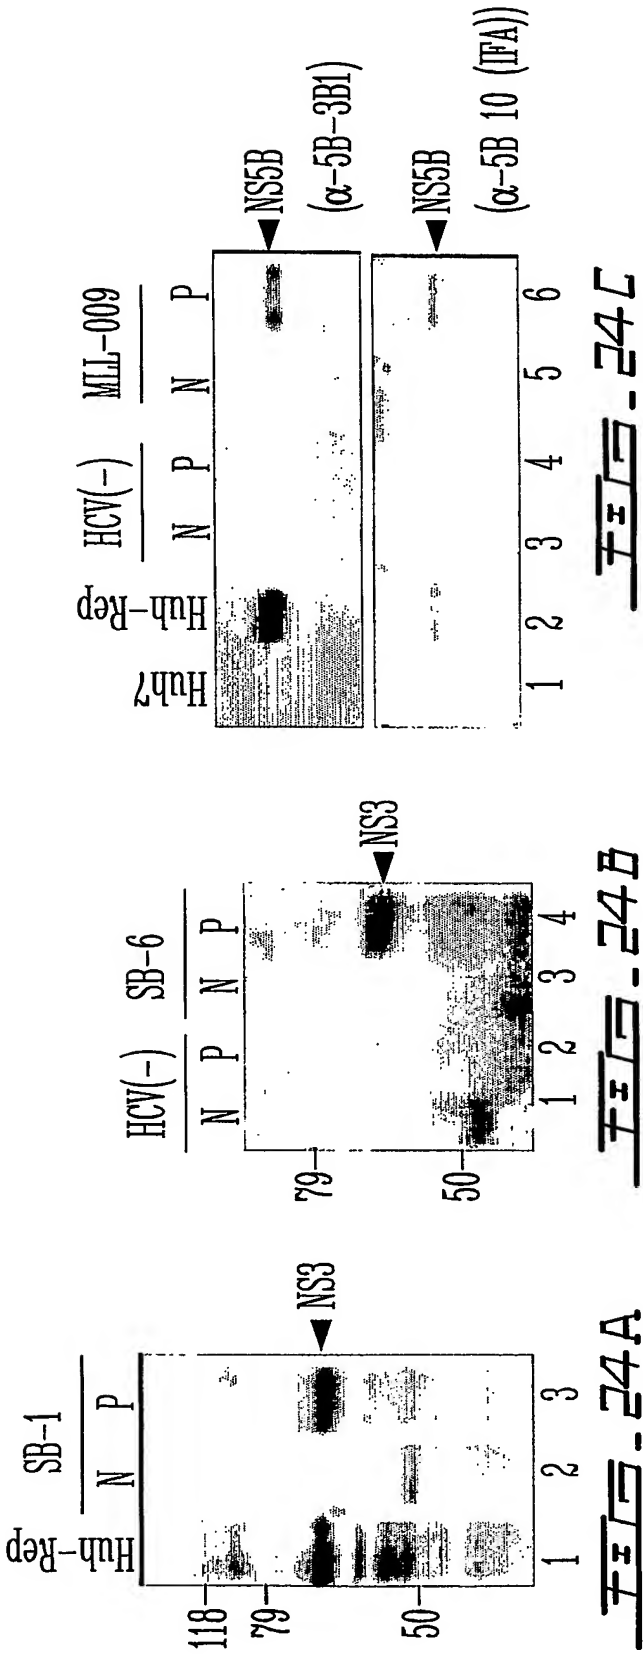 Huh-Rep
SB-1
N P
118
79
50
NS3
1 2 3
FIG. 24A
HCV(-) SB-6
N P N P
79
50
NS3
1 2 3 4
FIG. 24B
Huh7 Huh-Rep HCV(-) MLL-009
N P N P
NS5B
(α-5B-3B1)
NS5B
(α-5B 10 (IFA))
1 2 3 4 5 6
FIG. 24C